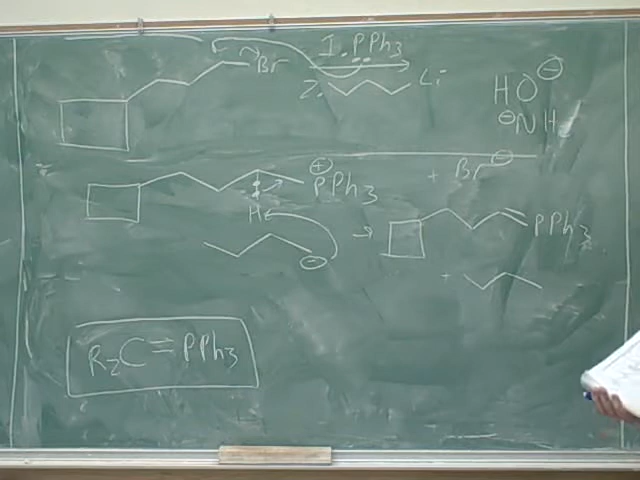 Br
1. PPh3
2. Li
HO⊖
⊖NH2
⊕
PPh3
+ Br⊖
H
⊖
→
PPh3
+
R2C=PPh3